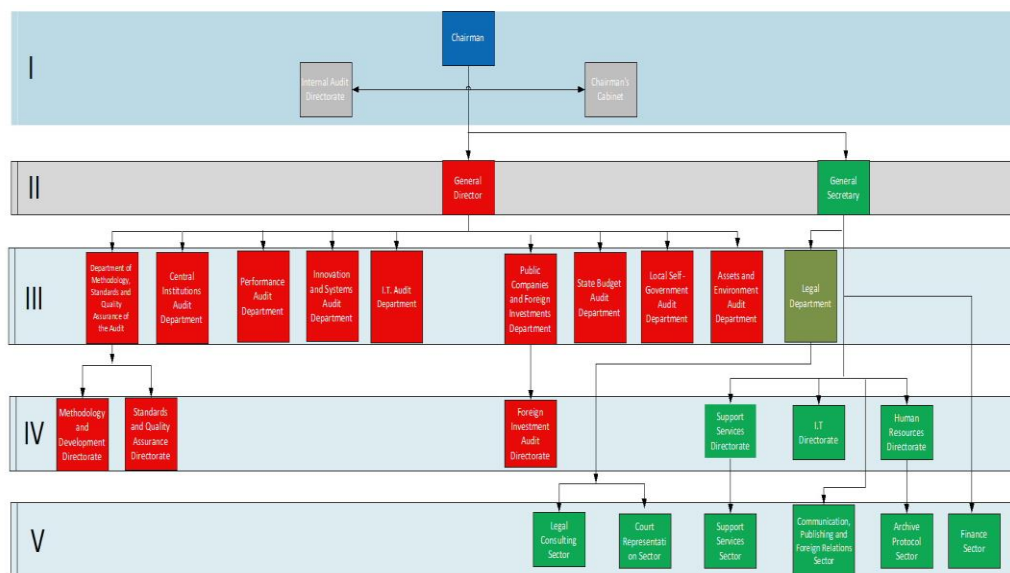 I
Chairman
Internal Audit
Directorate
Chairman's
Cabinet
II
General
Director
General
Secretary
III
Department of
Methodology,
Standards and
Quality
Assurance of
the Audit
Central
Institutions
Audit
Department
Performance
Audit
Department
Innovation
and Systems
Audit
Department
I.T. Audit
Department
Public
Companies
and Foreign
Investments
Department
State Budget
Audit
Department
Local Self -
Government
Audit
Department
Assets and
Environment
Audit
Department
Legal
Department
IV
Methodology
and
Development
Directorate
Standards
and Quality
Assurance
Directorate
Foreign
Investment
Audit
Directorate
Support
Services
Directorate
I.T
Directorate
Human
Resources
Directorate
V
Legal
Consulting
Sector
Court
Representati
on Sector
Support
Services
Sector
Communication,
Publishing and
Foreign Relations
Sector
Archive
Protocol
Sector
Finance
Sector